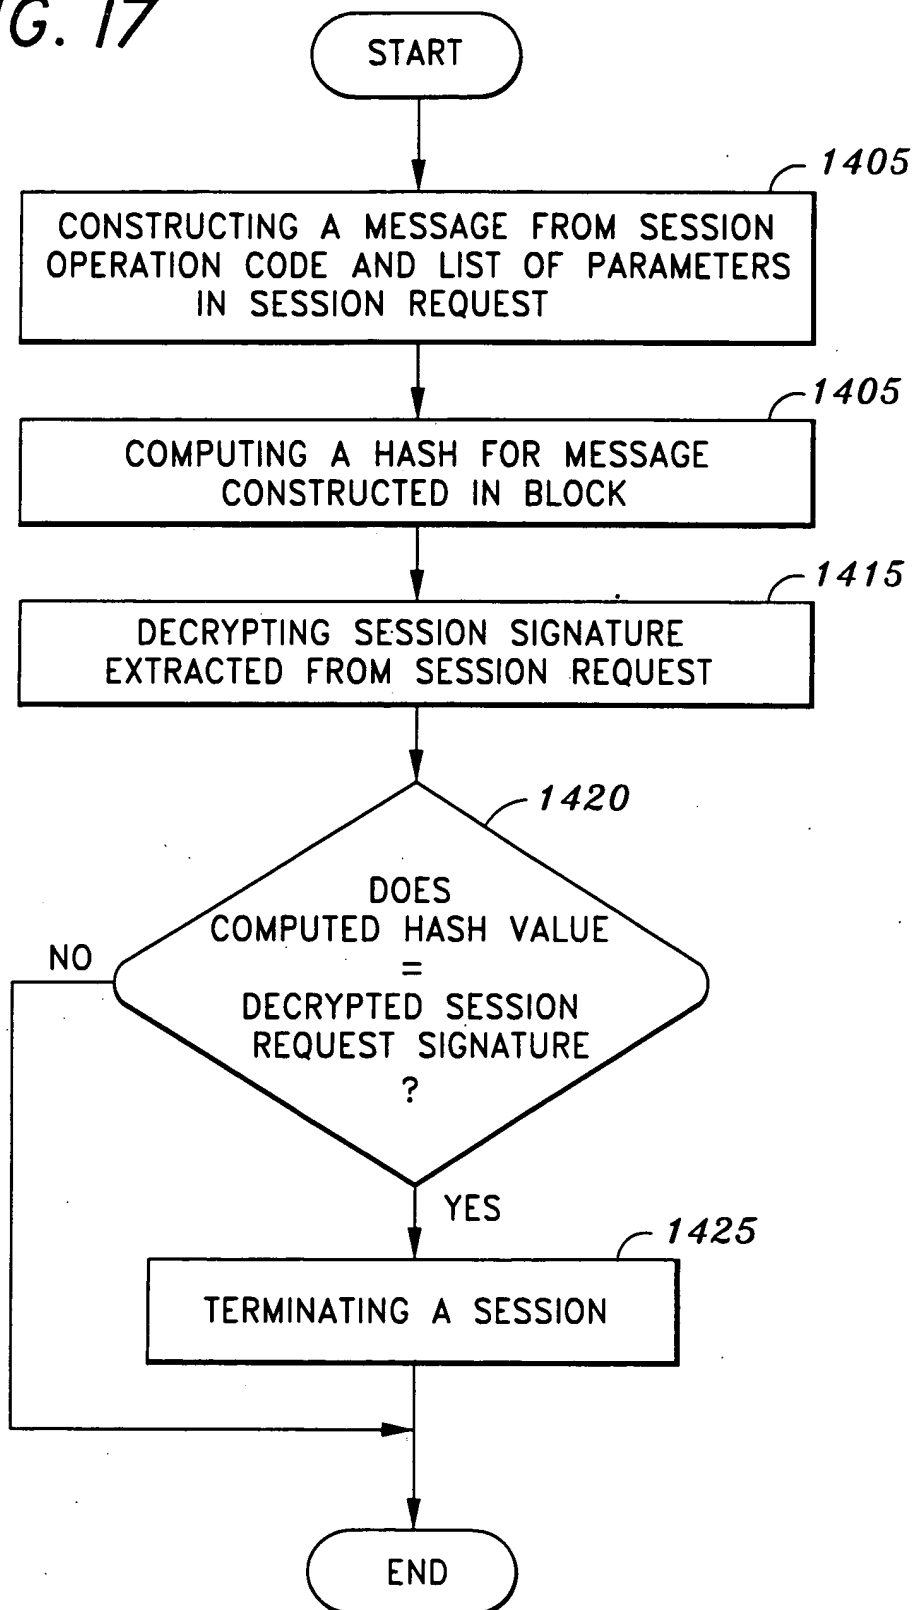 G. 17
START
1405
CONSTRUCTING A MESSAGE FROM SESSION
OPERATION CODE AND LIST OF PARAMETERS
IN SESSION REQUEST
1405
COMPUTING A HASH FOR MESSAGE
CONSTRUCTED IN BLOCK
1415
DECRYPTING SESSION SIGNATURE
EXTRACTED FROM SESSION REQUEST
1420
DOES
COMPUTED HASH VALUE
=
DECRYPTED SESSION
REQUEST SIGNATURE
?
NO
YES
1425
TERMINATING A SESSION
END